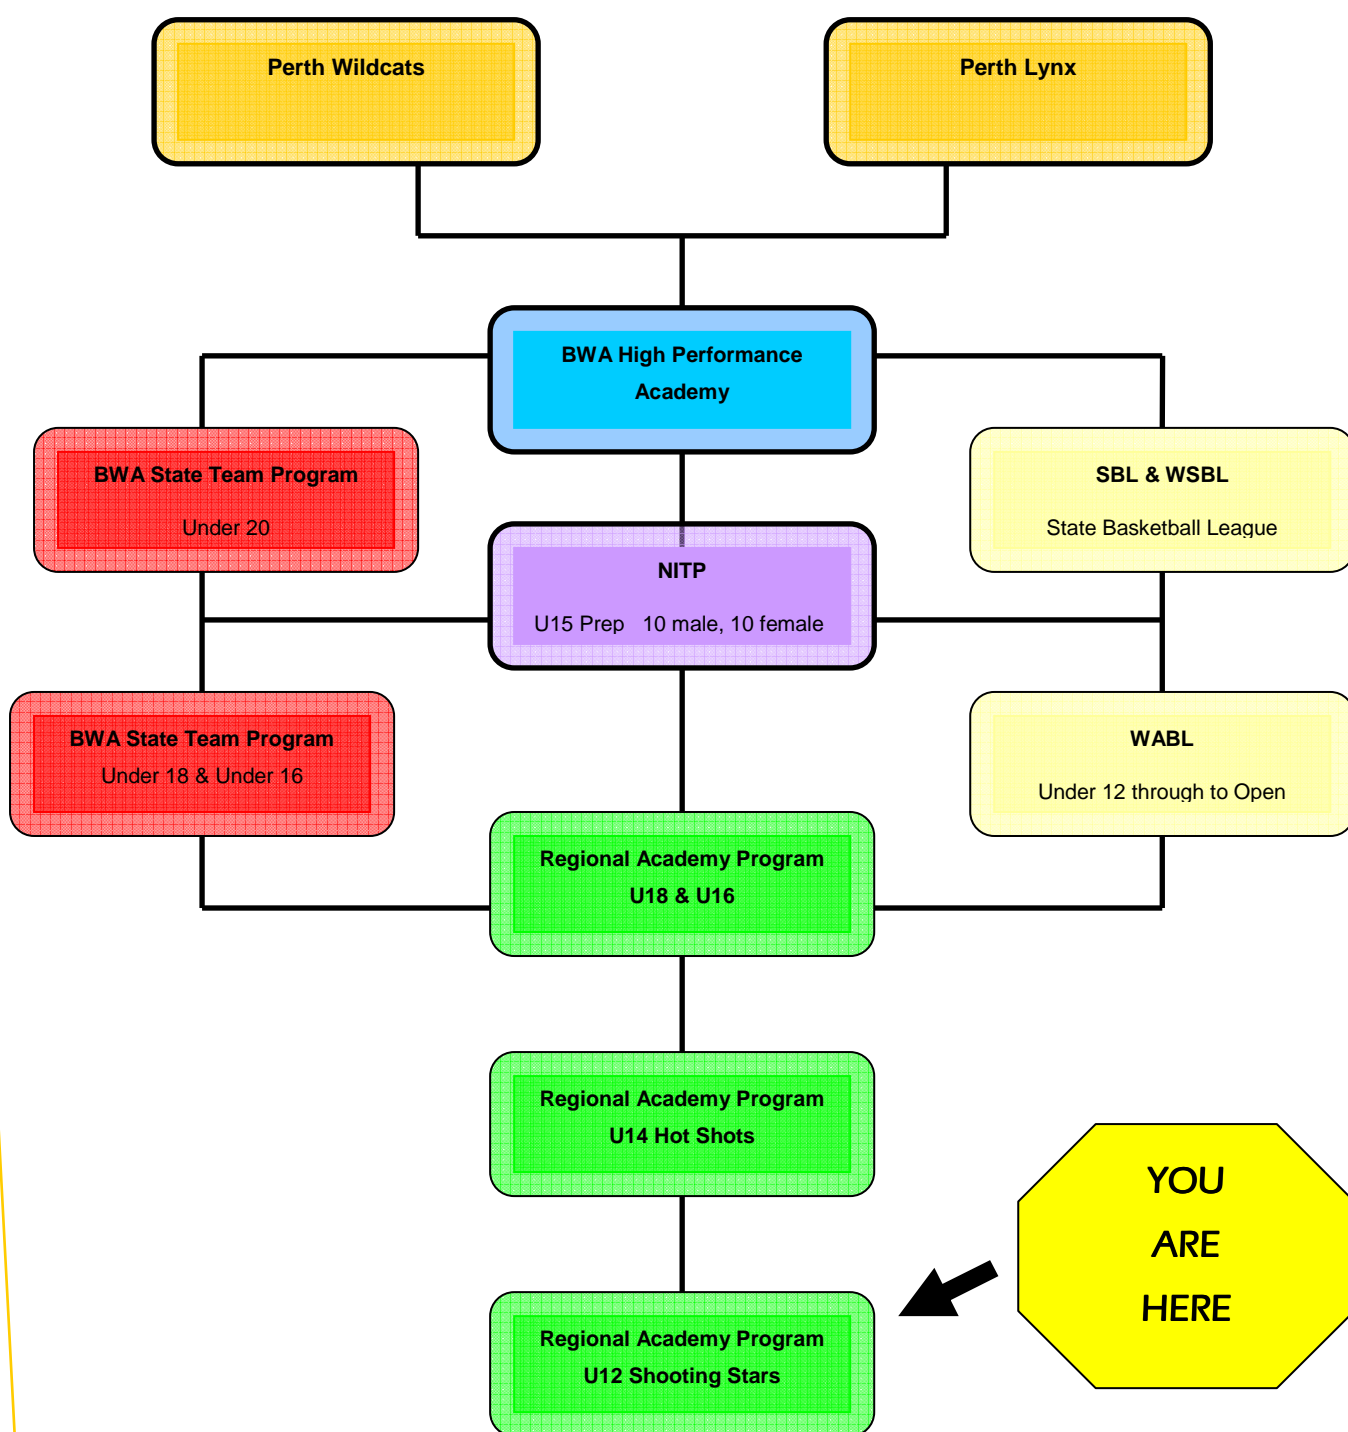 Perth Wildcats
Perth Lynx
BWA High Performance
Academy
BWA State Team Program
Under 20
SBL & WSBL
State Basketball League
NITP
U15 Prep   10 male, 10 female
BWA State Team Program
Under 18 & Under 16
WABL
Under 12 through to Open
Regional Academy Program
U18 & U16
Regional Academy Program
U14 Hot Shots
YOU
ARE
HERE
Regional Academy Program
U12 Shooting Stars